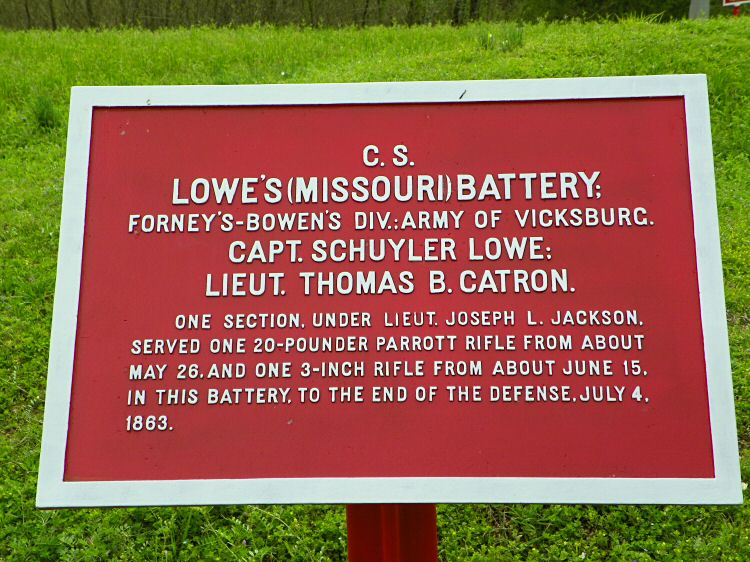 C. S.
LOWE'S (MISSOURI) BATTERY;
FORNEY'S-BOWEN'S DIV.; ARMY OF VICKSBURG.
CAPT. SCHUYLER LOWE;
LIEUT. THOMAS B. CATRON.
ONE SECTION, UNDER LIEUT. JOSEPH L. JACKSON,
SERVED ONE 20-POUNDER PARROTT RIFLE FROM ABOUT
MAY 26, AND ONE 3-INCH RIFLE FROM ABOUT JUNE 15,
IN THIS BATTERY, TO THE END OF THE DEFENSE, JULY 4,
1863.